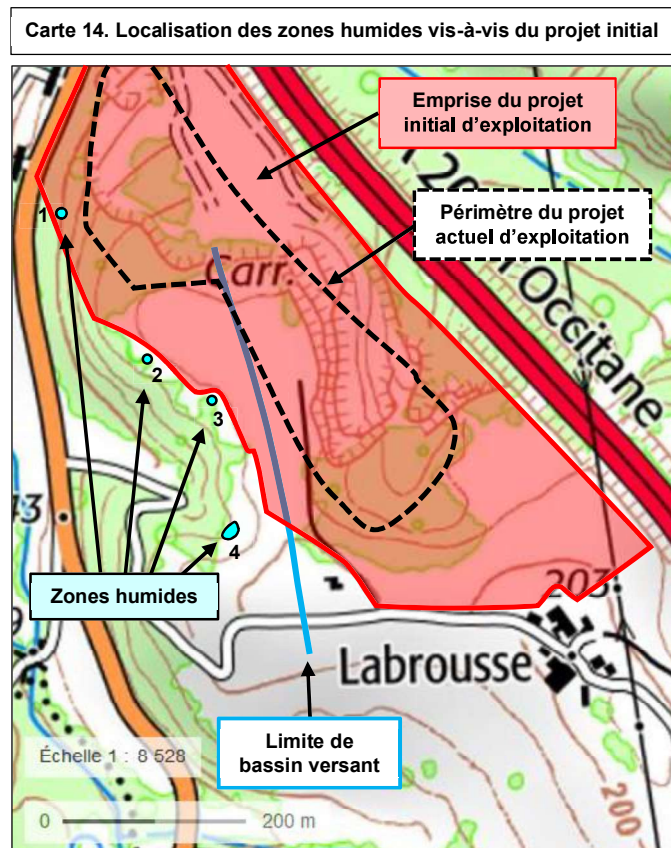 Carte 14. Localisation des zones humides vis-à-vis du projet initial
Emprise du projet
initial d'exploitation
Périmètre du projet
actuel d'exploitation
Occitane
Carr.
1
2
3
4
Zones humides
203
Labrousse
Limite de
bassin versant
Échelle 1 : 8 528
0
200 m
200